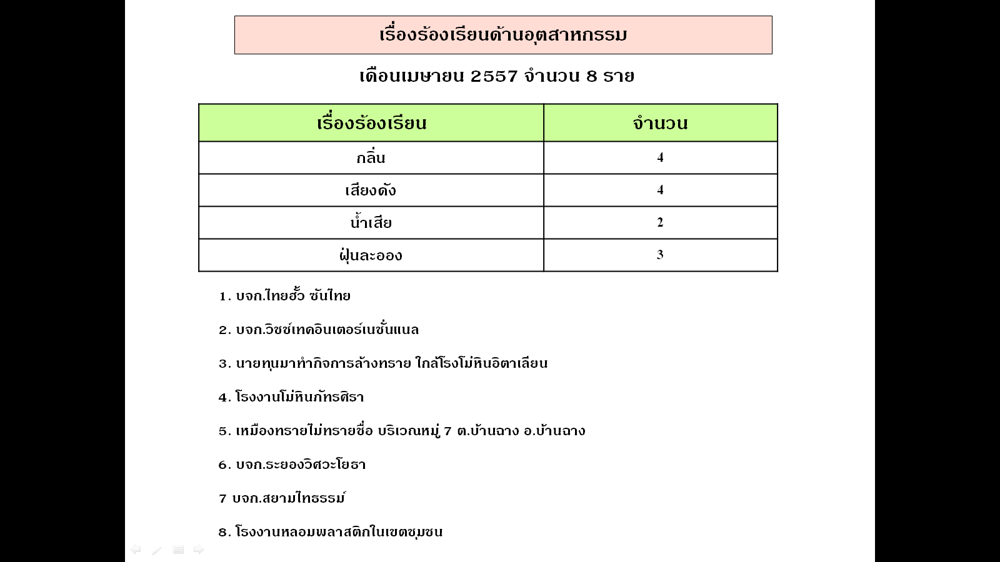 เรื่องร้องเรียนด้านอุตสาหกรรม
เดือนเมษายน 2557 จำนวน 8 ราย
เรื่องร้องเรียน จำนวน
กลิ่น 4
เสียงดัง 4
น้ำเสีย 2
ฝุ่นละออง 3
1. บจก.ไทยฮั้ว ซันไทย
2. บจก.วิชช์เทคอินเตอร์เนชั่นแนล
3. นายทุนมาทำกิจการล้างทราย ใกล้โรงโม่หินอิตาเลียน
4. โรงงานโม่หินภัทรศิรา
5. เหมืองทรายไม่ทรายชื่อ บริเวณหมู่ 7 ต.บ้านฉาง อ.บ้านฉาง
6. บจก.ระยองวิศวะโยธา
7 บจก.สยามไทธรรม์
8. โรงงานหลอมพลาสติกในเขตชุมชน